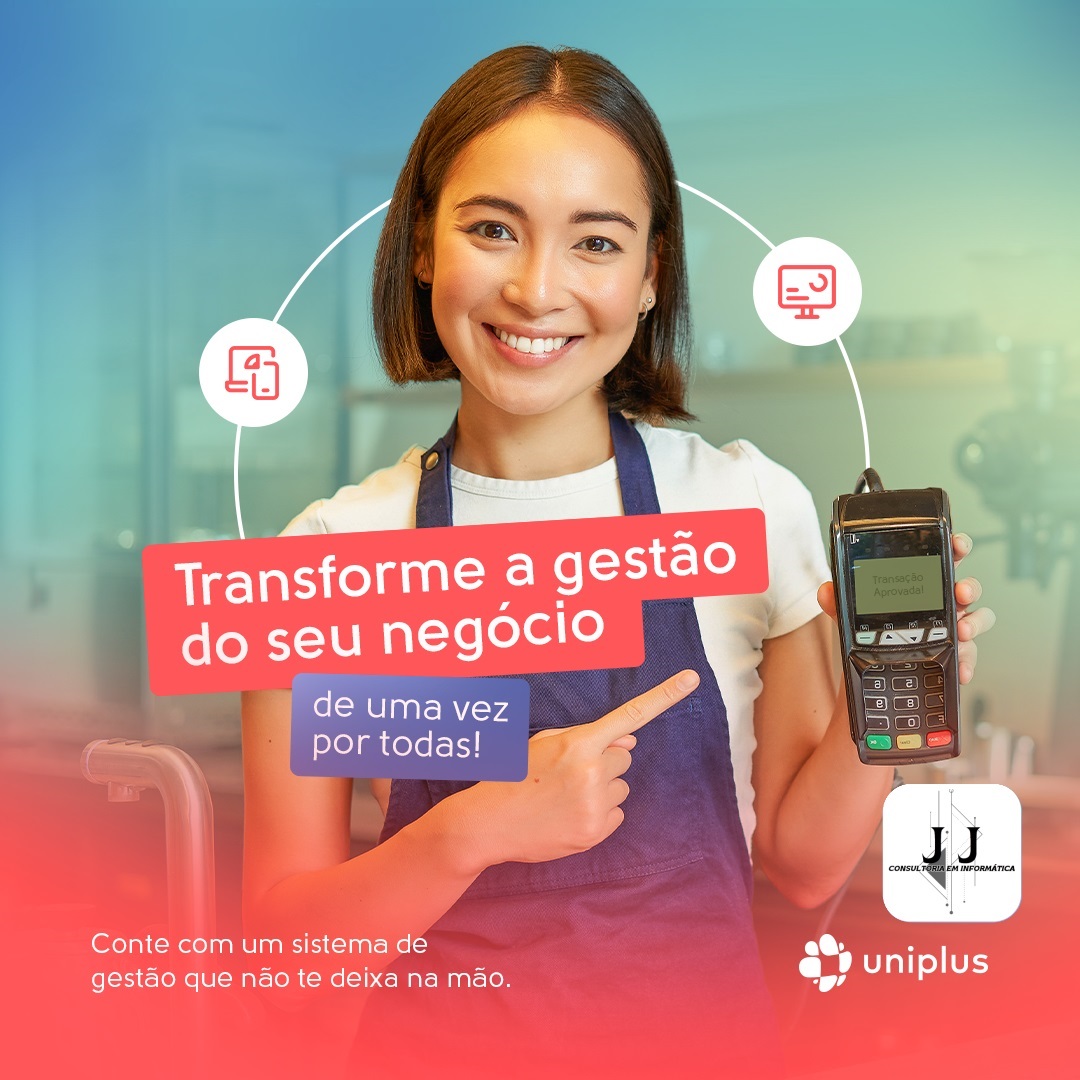 Transforme a gestão
do seu negócio
de uma vez
por todas!
Transação
Aprovada!
J J
CONSULTORIA EM INFORMÁTICA
Conte com um sistema de
gestão que não te deixa na mão.
uniplus